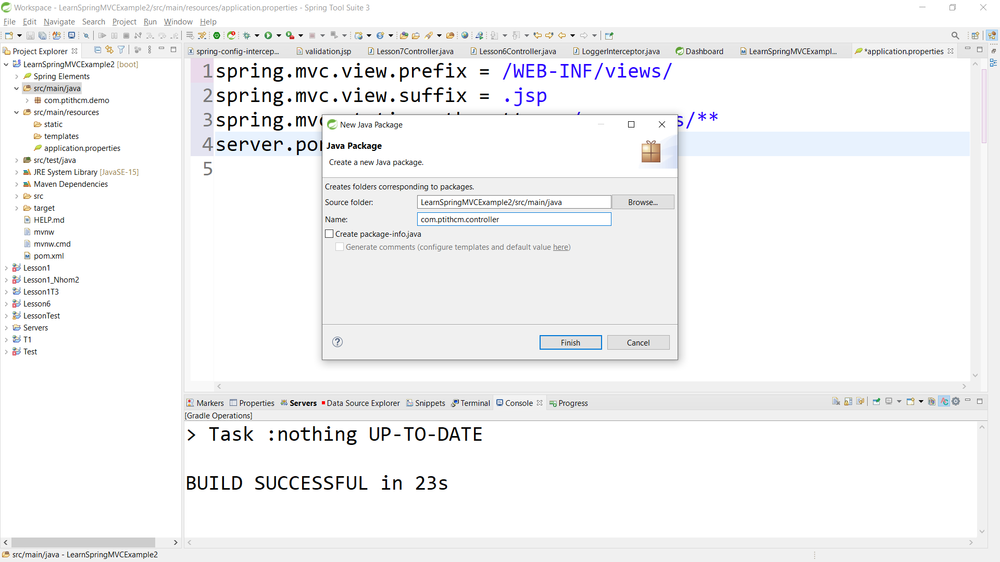 Workspace - LearnSpringMVCExample2/src/main/resources/application.properties - Spring Tool Suite 3
File Edit Navigate Search Project Run Window Help
Project Explorer
spring-config-intercep...
validation.jsp
Lesson7Controller.java
Lesson6Controller.java
LoggerInterceptor.java
Dashboard
LearnSpringMVCExampl...
*application.properties
LearnSpringMVCExample2 [boot]
Spring Elements
src/main/java
com.ptithcm.demo
src/main/resources
static
templates
application.properties
src/test/java
JRE System Library [JavaSE-15]
Maven Dependencies
src
target
HELP.md
mvnw
mvnw.cmd
pom.xml
Lesson1
Lesson1_Nhom2
Lesson1T3
Lesson6
LessonTest
Servers
T1
Test
1 spring.mvc.view.prefix = /WEB-INF/views/
2 spring.mvc.view.suffix = .jsp
3 s/**
4
5
New Java Package
Java Package
Create a new Java package.
Creates folders corresponding to packages.
Source folder: LearnSpringMVCExample2/src/main/java Browse...
Name: com.ptithcm.controller
Create package-info.java
Generate comments (configure templates and default value here)
Finish Cancel
Markers Properties Servers Data Source Explorer Snippets Terminal Console Progress
[Gradle Operations]
> Task :nothing UP-TO-DATE
BUILD SUCCESSFUL in 23s
src/main/java - LearnSpringMVCExample2